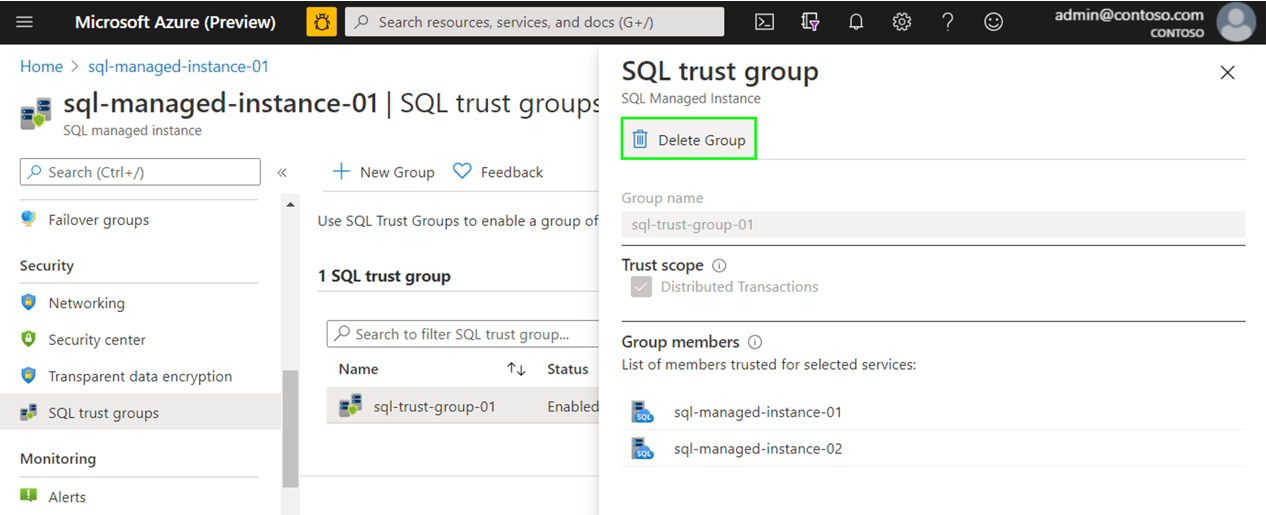 Microsoft Azure (Preview)
Search resources, services, and docs (G+/)
admin@contoso.com
CONTOSO
Home > sql-managed-instance-01
sql-managed-instance-01 | SQL trust groups
SQL managed instance
Search (Ctrl+/)
«
Failover groups
Security
Networking
Security center
Transparent data encryption
SQL trust groups
Monitoring
Alerts
New Group
Feedback
Use SQL Trust Groups to enable a group of
1 SQL trust group
Search to filter SQL trust group...
Name
Status
sql-trust-group-01
Enabled
SQL trust group
SQL Managed Instance
Delete Group
Group name
sql-trust-group-01
Trust scope
Distributed Transactions
Group members
List of members trusted for selected services:
SQL
sql-managed-instance-01
SQL
sql-managed-instance-02